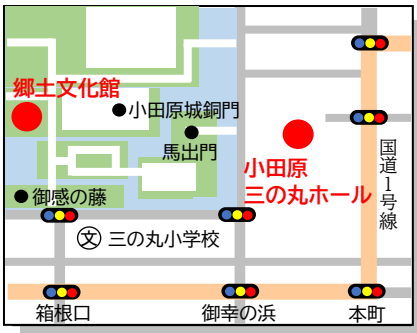 郷土文化館
小田原城銅門
馬出門
小田原
三の丸ホール
国道1号線
御感の藤
文 三の丸小学校
箱根口
御幸の浜
本町